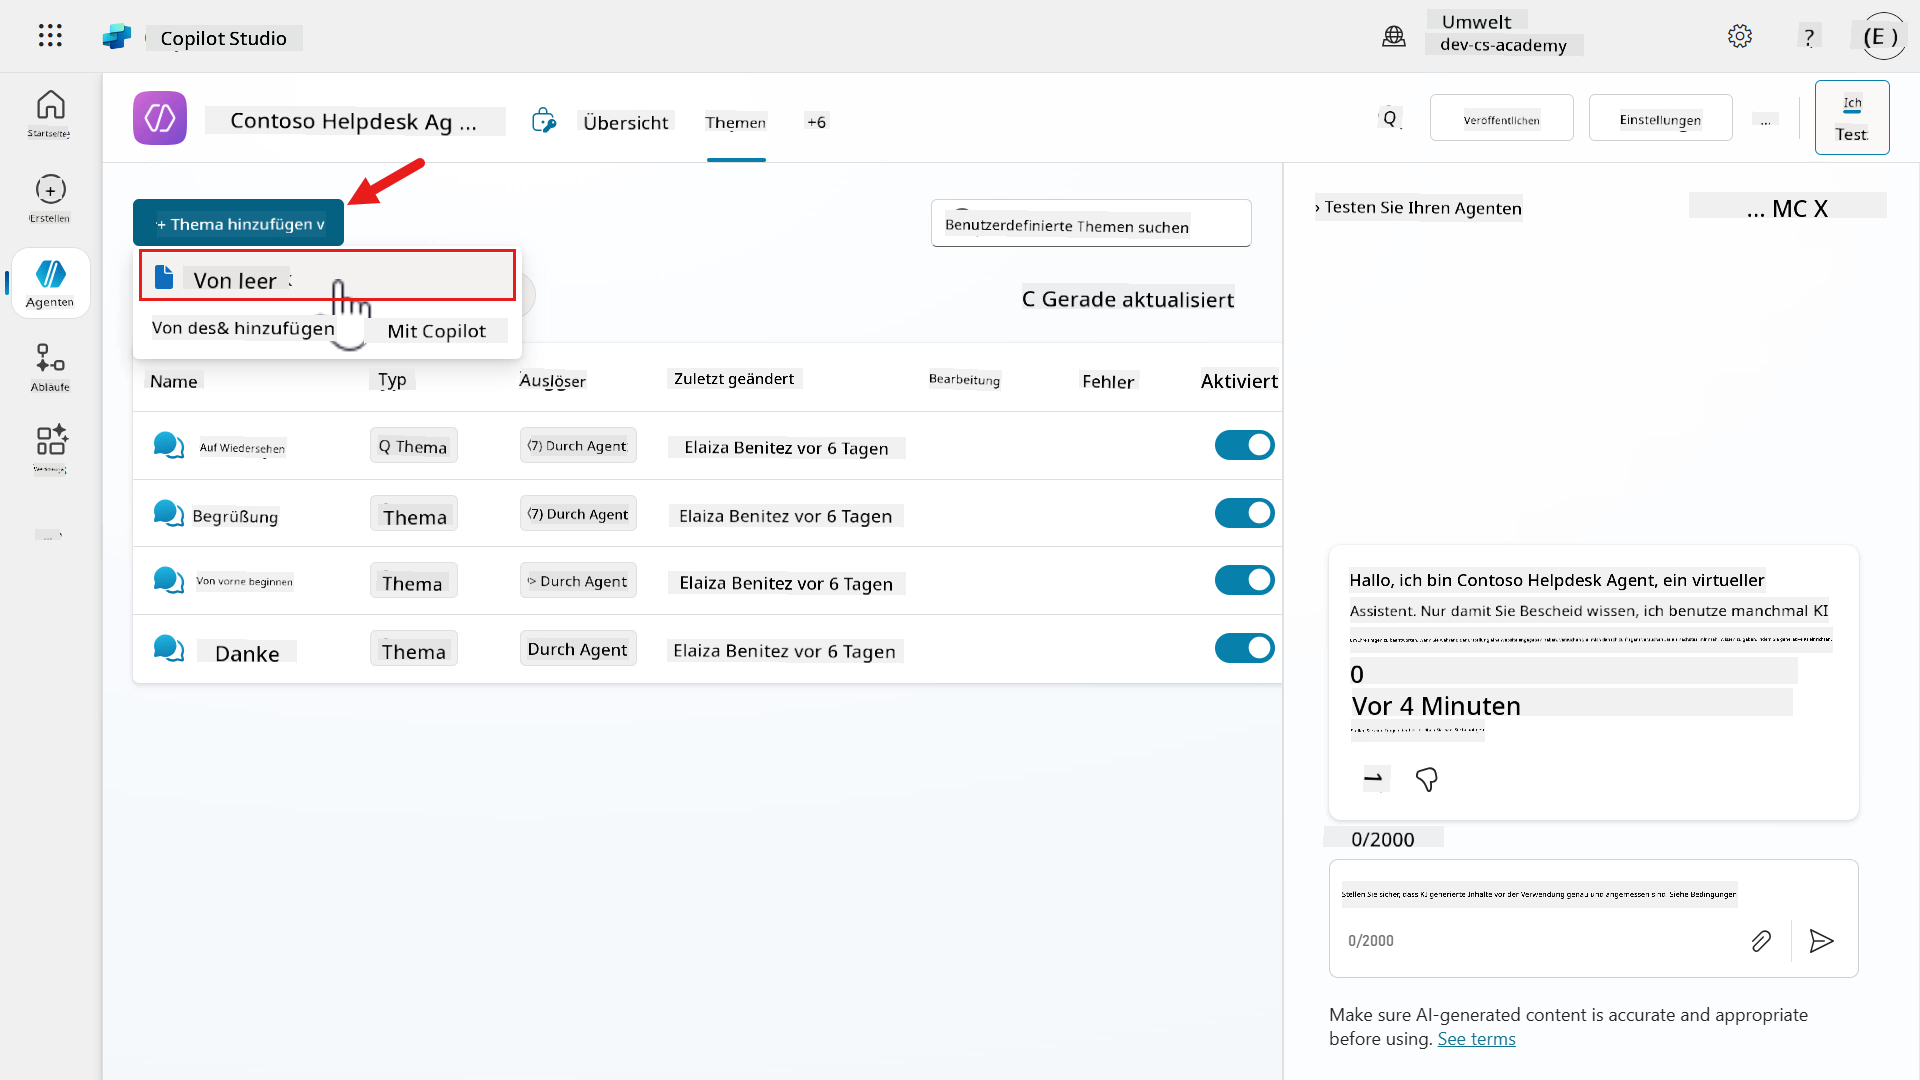 Copilot Studio
Umwelt
dev-cs-academy
?
(E )
Startseite
Erstellen
Agenten
Abläufe
...
Contoso Helpdesk Ag ...
Übersicht
Themen
+6
Q
Veröffentlichen
Einstellungen
...
Ich
Test
+ Thema hinzufügen v
Von leer
Von des& hinzufügen
Mit Copilot
Benutzerdefinierte Themen suchen
C Gerade aktualisiert
Name Typ Auslöser Zuletzt geändert Bearbeitung Fehler Aktiviert
Auf Wiedersehen Q Thema (7) Durch Agent Elaiza Benitez vor 6 Tagen
Begrüßung Thema (7) Durch Agent Elaiza Benitez vor 6 Tagen
Von vorne beginnen Thema > Durch Agent Elaiza Benitez vor 6 Tagen
Danke Thema Durch Agent Elaiza Benitez vor 6 Tagen
› Testen Sie Ihren Agenten
... MC X
Hallo, ich bin Contoso Helpdesk Agent, ein virtueller
Assistent. Nur damit Sie Bescheid wissen, ich benutze manchmal KI
0
Vor 4 Minuten
0/2000
Stellen Sie sicher, dass KI generierte Inhalte vor der Verwendung genau und angemessen sind. Siehe Bedingungen
0/2000
Make sure AI-generated content is accurate and appropriate
before using. See terms